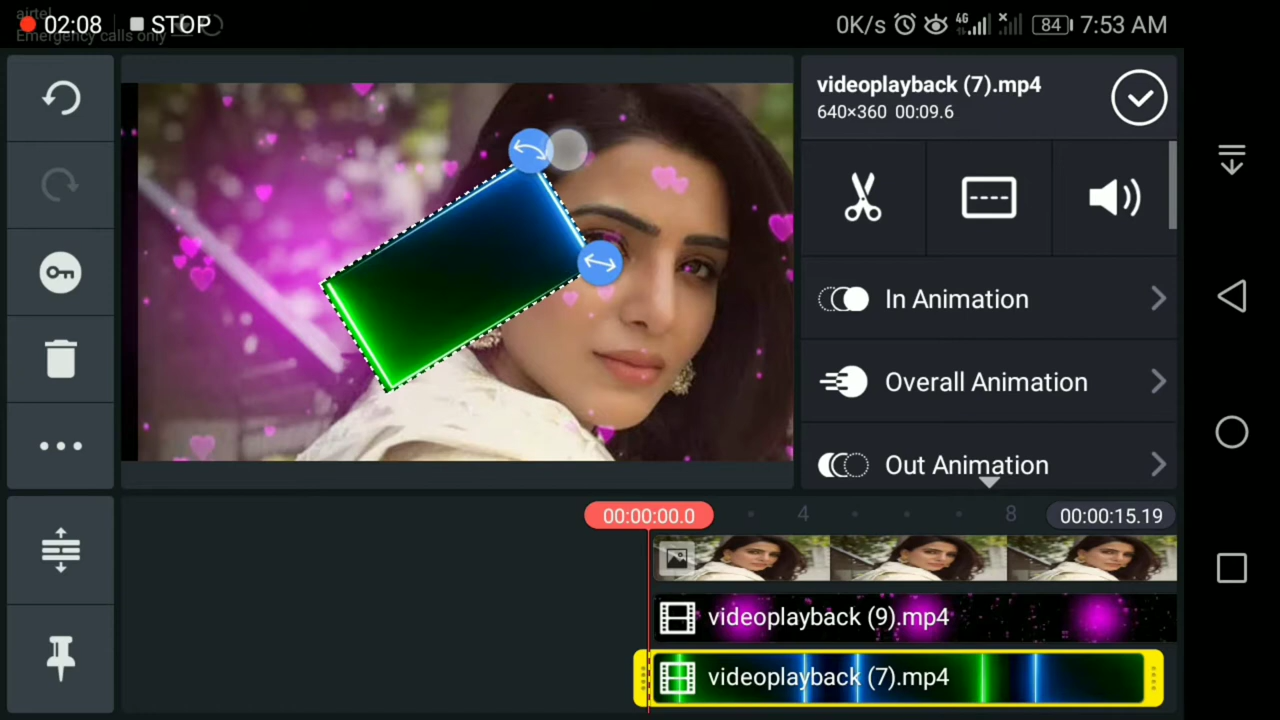 airtel
02:08 STOP
Emergency calls only
0K/s 4G 84 7:53 AM
videoplayback (7).mp4
640×360 00:09.6
In Animation
Overall Animation
Out Animation
00:00:00.0 4 8 00:00:15.19
videoplayback (9).mp4
videoplayback (7).mp4